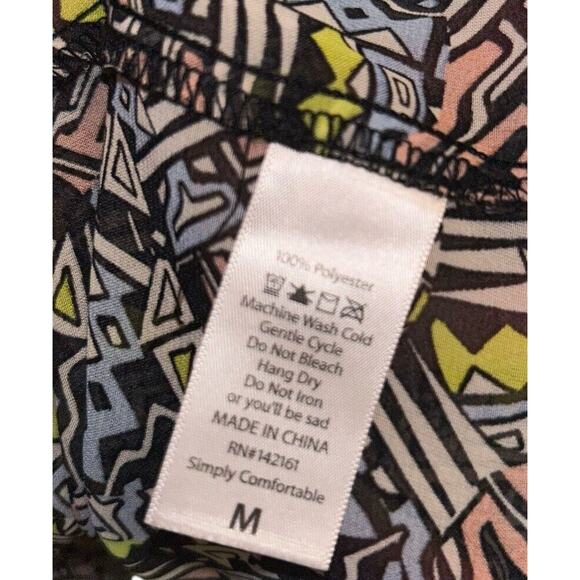 100% Polyester
Machine Wash Cold
Gentle Cycle
Do Not Bleach
Hang Dry
Do Not Iron
or you'll be sad
MADE IN CHINA
RN#142161
Simply Comfortable
M